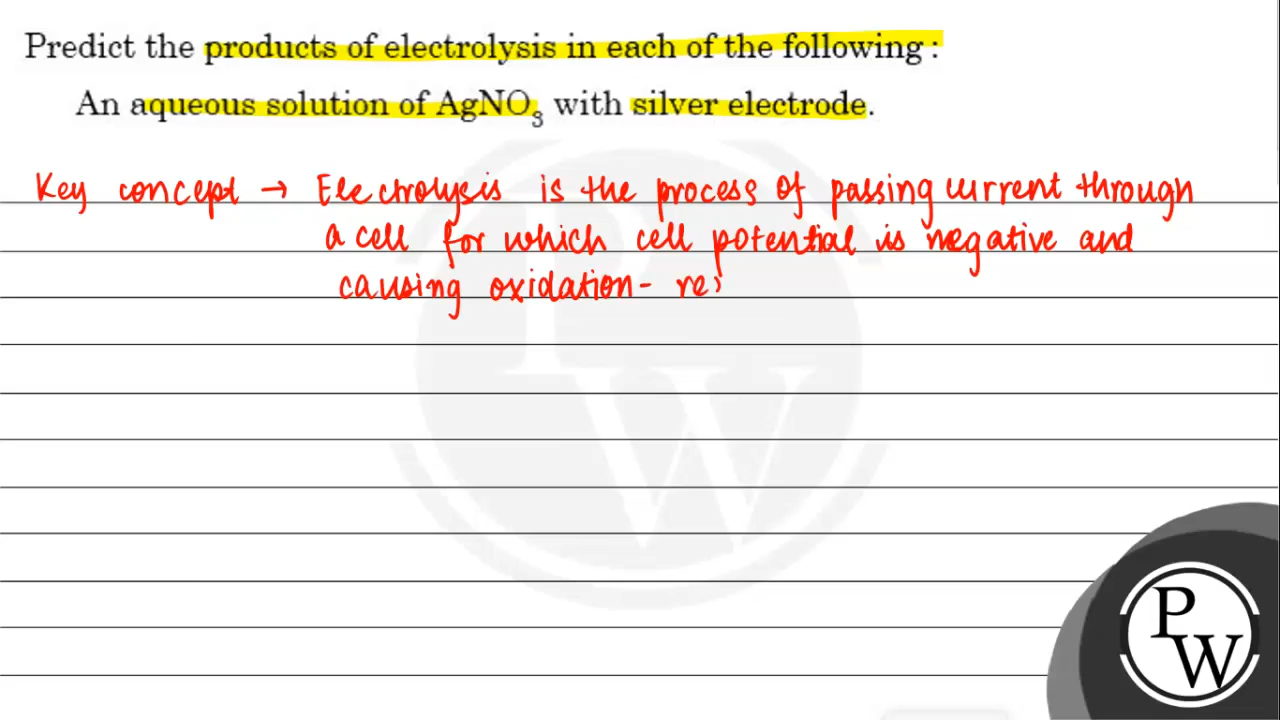 Predict the products of electrolysis in each of the following :
An aqueous solution of AgNO₃ with silver electrode.
Key concept → Electrolysis is the process of passing current through
a cell for which cell potential is negative and
causing oxidation- re
P
W
P
W